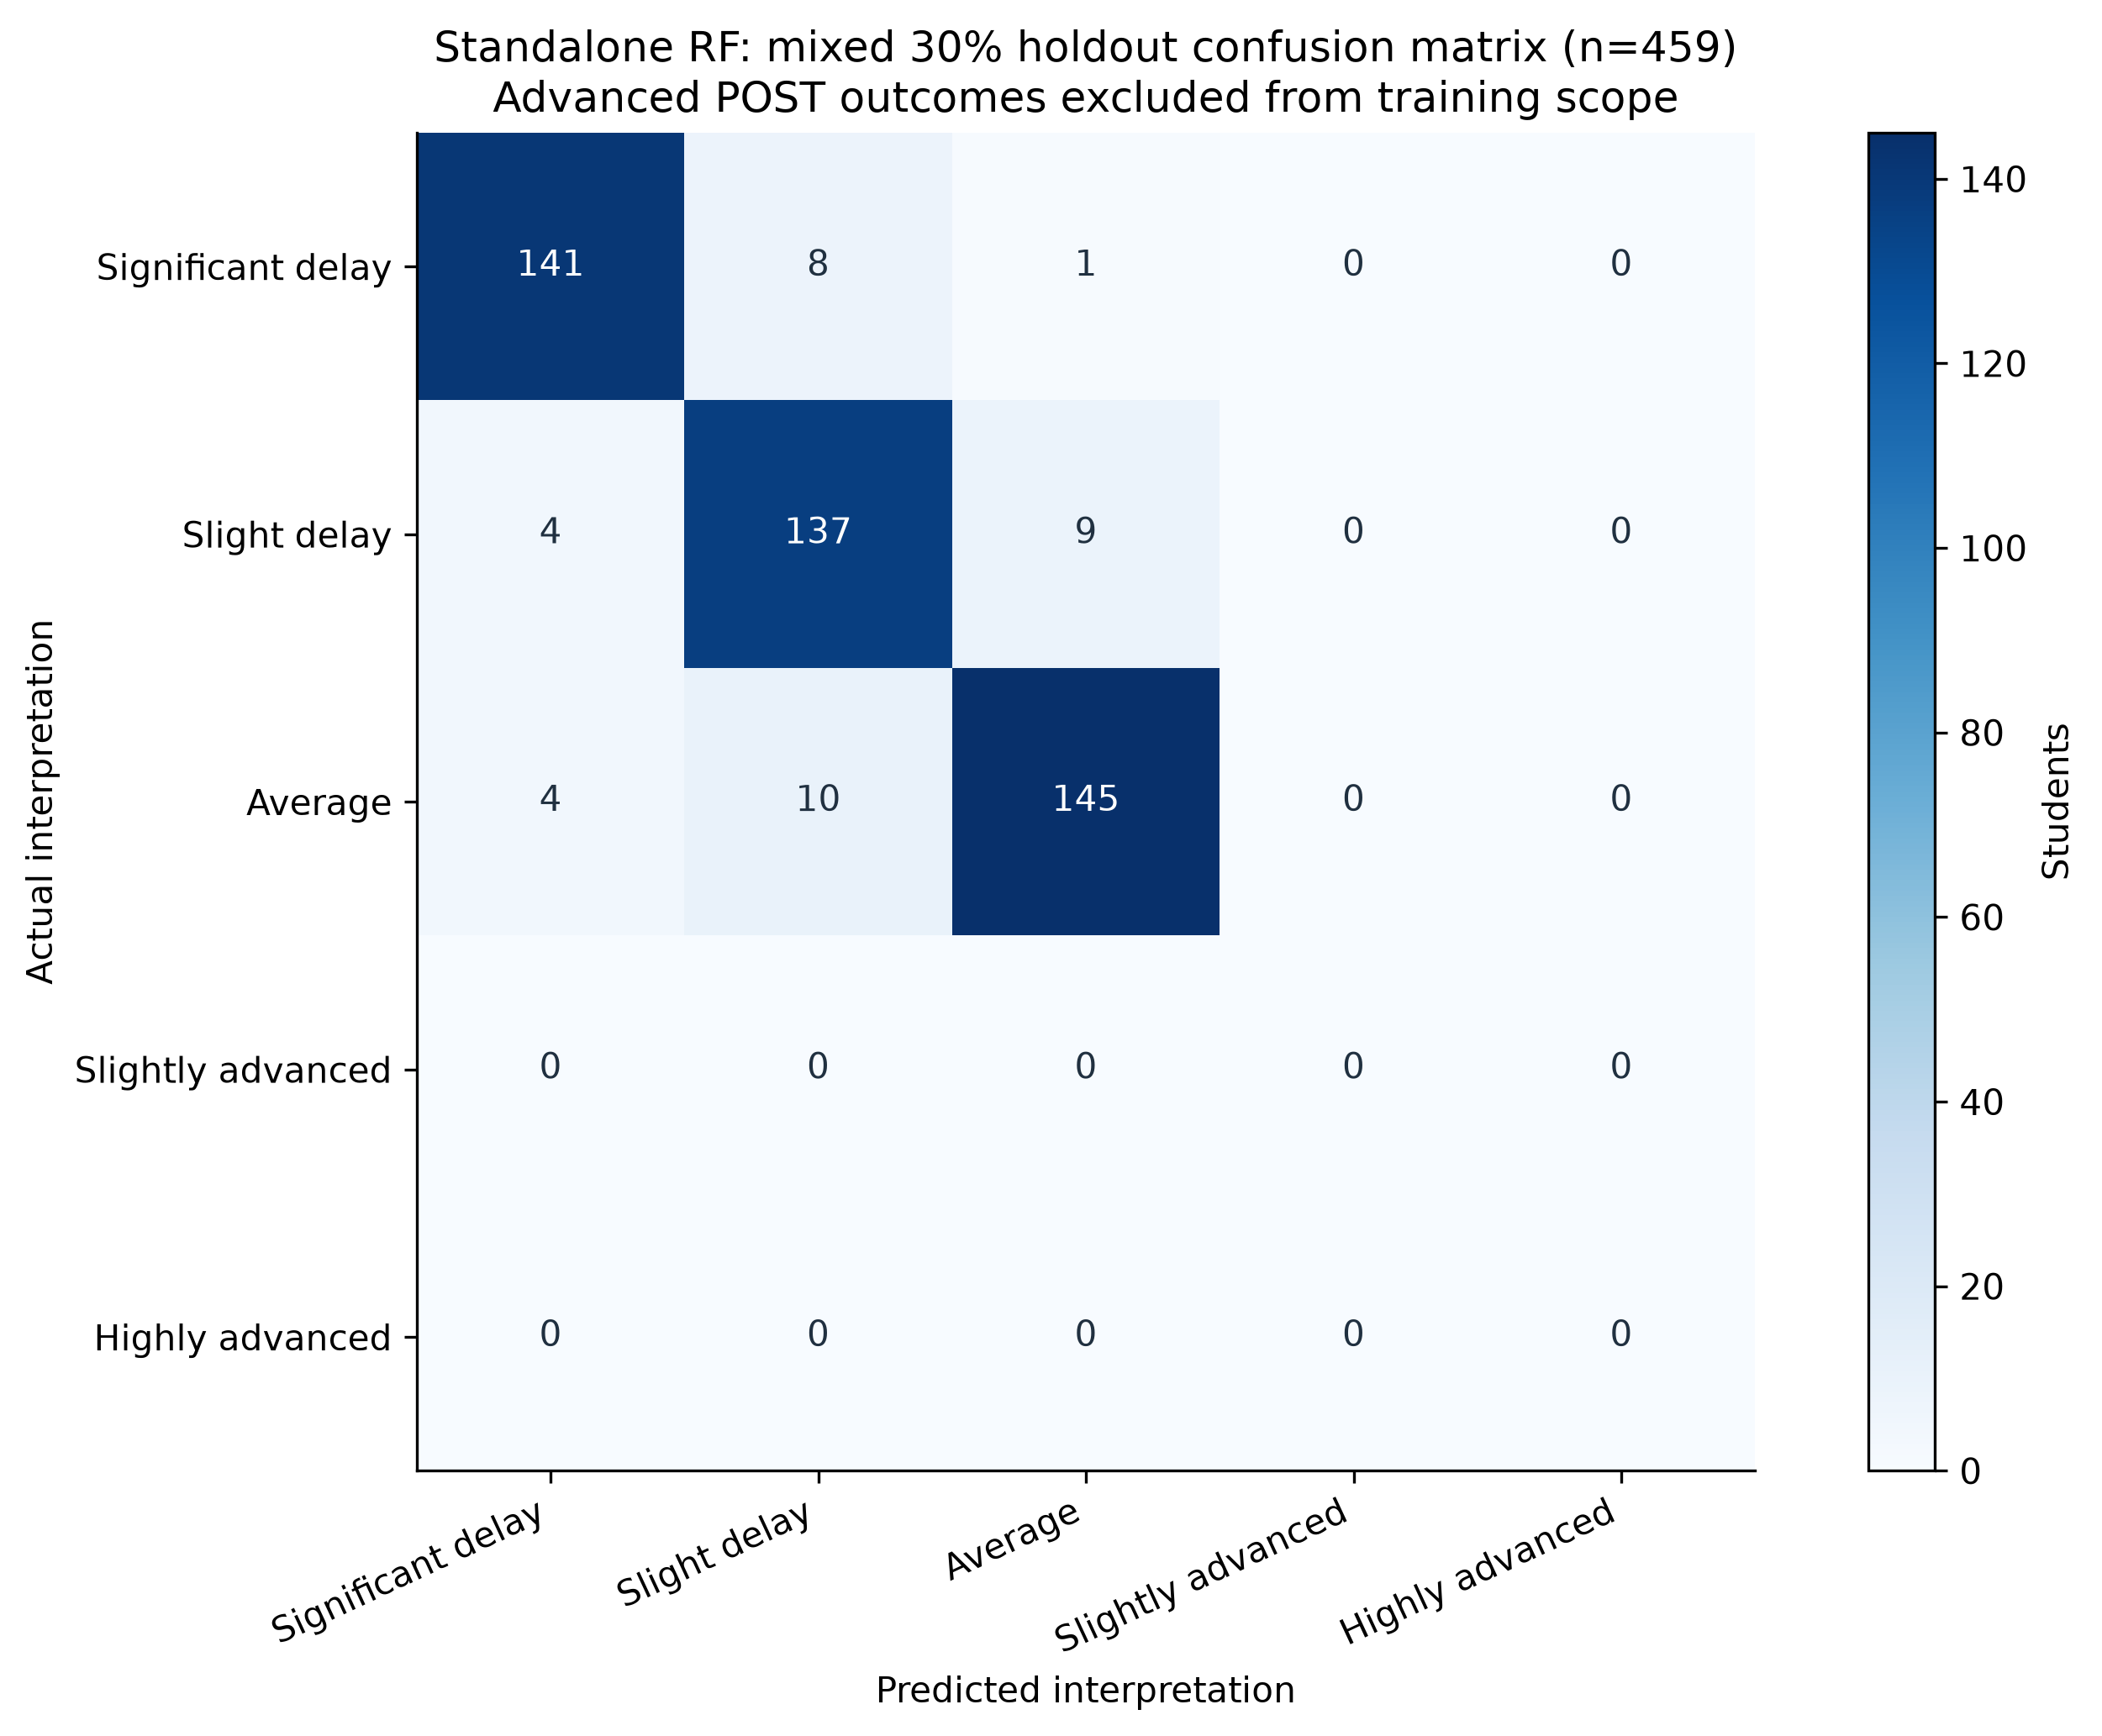 Standalone RF: mixed 30% holdout confusion matrix (n=459)
Advanced POST outcomes excluded from training scope
Actual interpretation
Significant delay 141 8 1 0 0
Slight delay 4 137 9 0 0
Average 4 10 145 0 0
Slightly advanced 0 0 0 0 0
Highly advanced 0 0 0 0 0
Significant delay
Slight delay
Average
Slightly advanced
Highly advanced
Predicted interpretation
140
120
100
80
60
40
20
0
Students